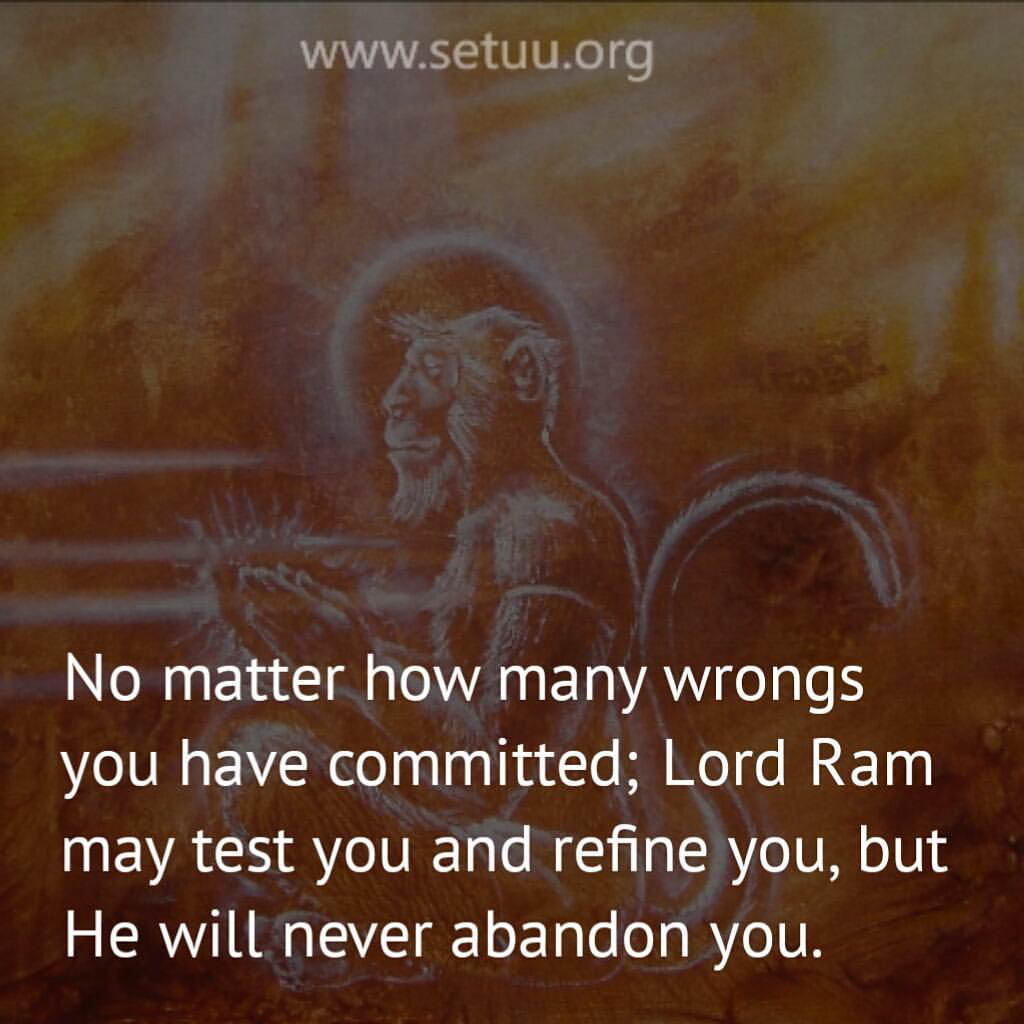 www.setuu.org
No matter how many wrongs
you have committed; Lord Ram
may test you and refine you, but
He will never abandon you.